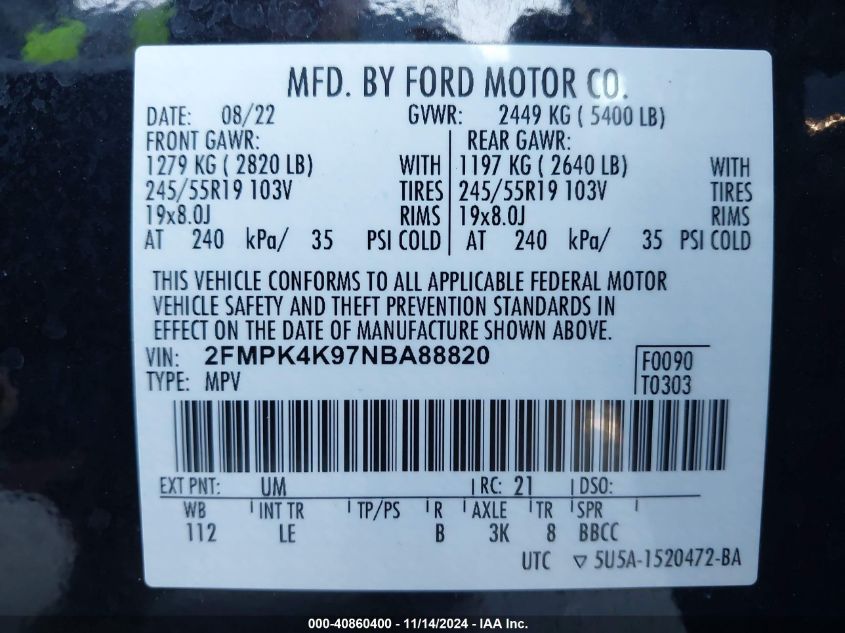 MFD. BY FORD MOTOR CO.
DATE: 08/22 GVWR: 2449 KG ( 5400 LB)
FRONT GAWR: REAR GAWR:
1279 KG ( 2820 LB) WITH 1197 KG ( 2640 LB) WITH
245/55R19 103V TIRES 245/55R19 103V TIRES
19x8.0J RIMS 19x8.0J RIMS
AT 240 kPa/ 35 PSI COLD AT 240 kPa/ 35 PSI COLD
THIS VEHICLE CONFORMS TO ALL APPLICABLE FEDERAL MOTOR
VEHICLE SAFETY AND THEFT PREVENTION STANDARDS IN
EFFECT ON THE DATE OF MANUFACTURE SHOWN ABOVE.
VIN: 2FMPK4K97NBA88820 F0090
TYPE: MPV T0303
EXT PNT: UM RC: 21 DSO:
WB INT TR TP/PS R AXLE TR SPR
112 LE B 3K 8 BBCC
UTC ▽ 5U5A-1520472-BA
000-40860400 - 11/14/2024 - IAAI Inc.